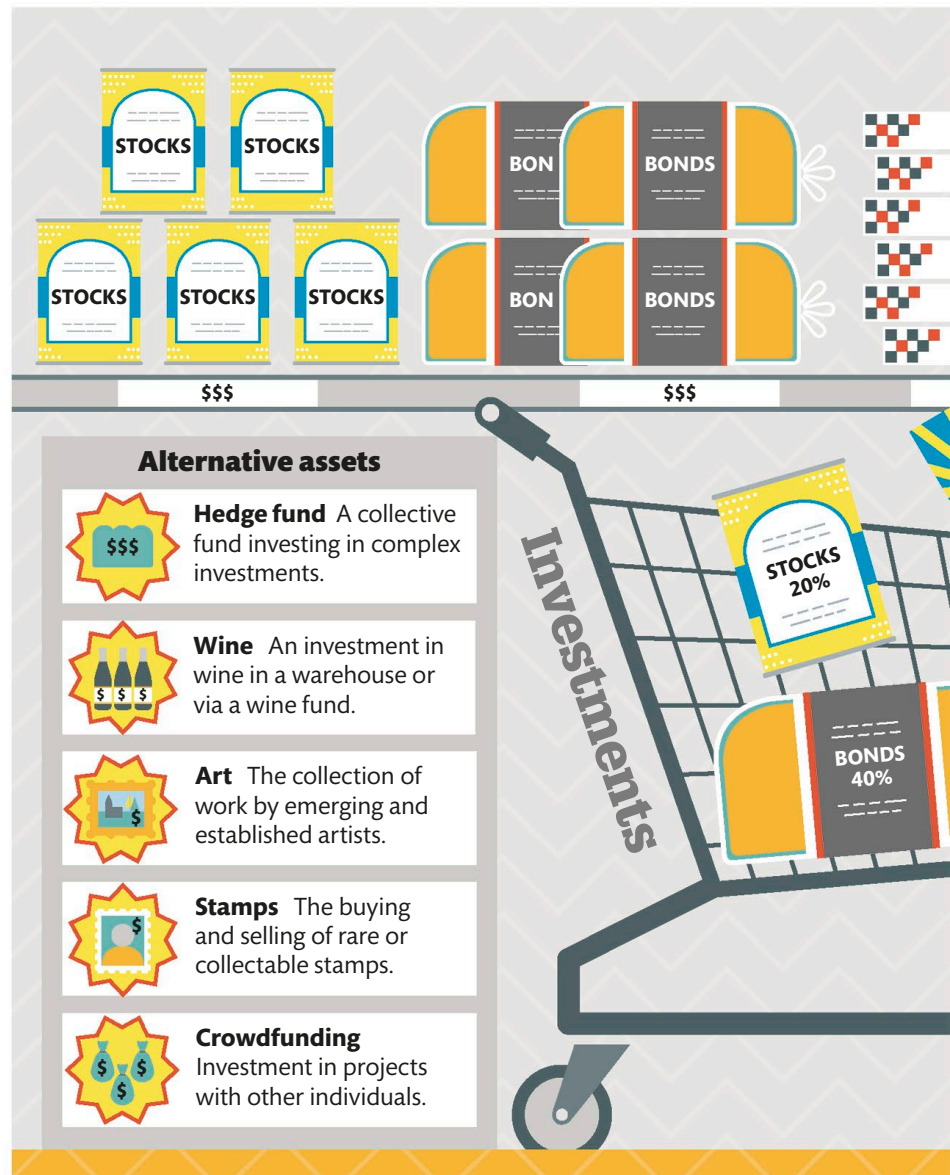 STOCKS
STOCKS
STOCKS
STOCKS
STOCKS
BON
BONDS
BON
BONDS
$$$
$$$
Alternative assets
$$$
Hedge fund A collective
fund investing in complex
investments.
$ $ $
Wine An investment in
wine in a warehouse or
via a wine fund.
$
Art The collection of
work by emerging and
established artists.
$
Stamps The buying
and selling of rare or
collectable stamps.
$ $
$
Crowdfunding
Investment in projects
with other individuals.
Investments
STOCKS
20%
BONDS
40%